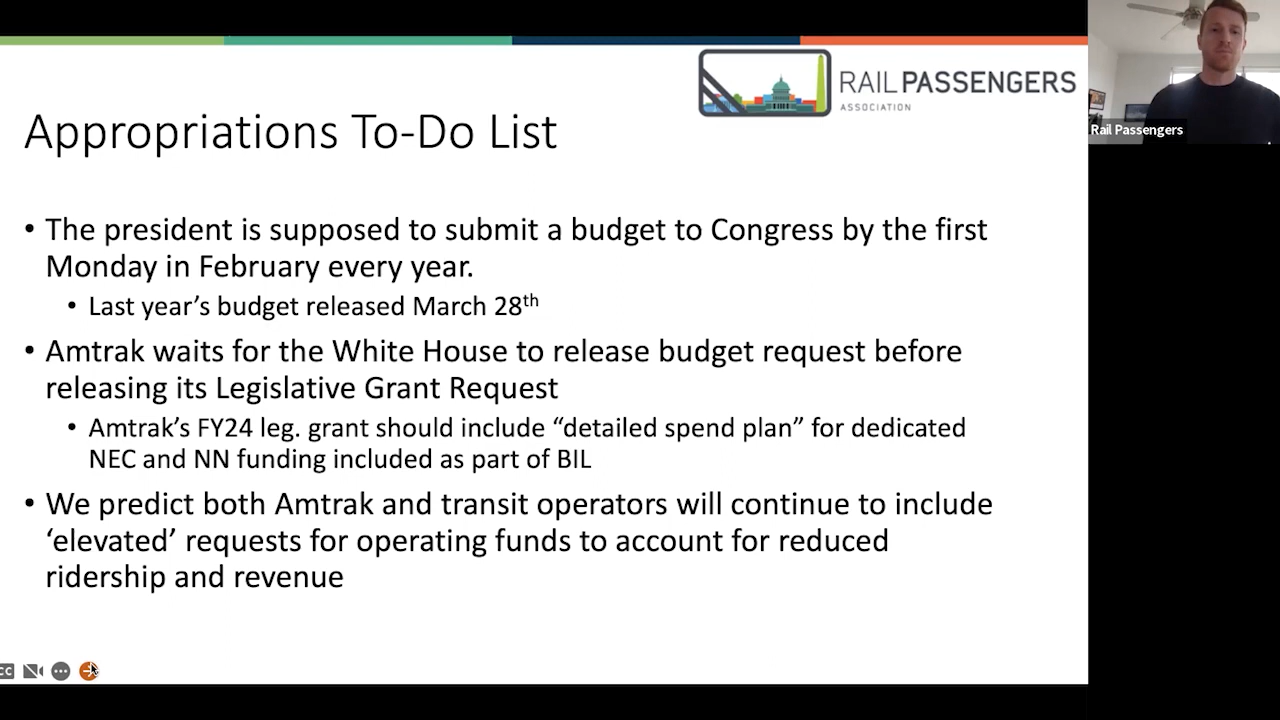 RAIL PASSENGERS
ASSOCIATION
Rail Passengers
Appropriations To-Do List
• The president is supposed to submit a budget to Congress by the first
Monday in February every year.
• Last year’s budget released March 28th
• Amtrak waits for the White House to release budget request before
releasing its Legislative Grant Request
• Amtrak’s FY24 leg. grant should include “detailed spend plan” for dedicated
NEC and NN funding included as part of BIL
• We predict both Amtrak and transit operators will continue to include
‘elevated’ requests for operating funds to account for reduced
ridership and revenue
CC